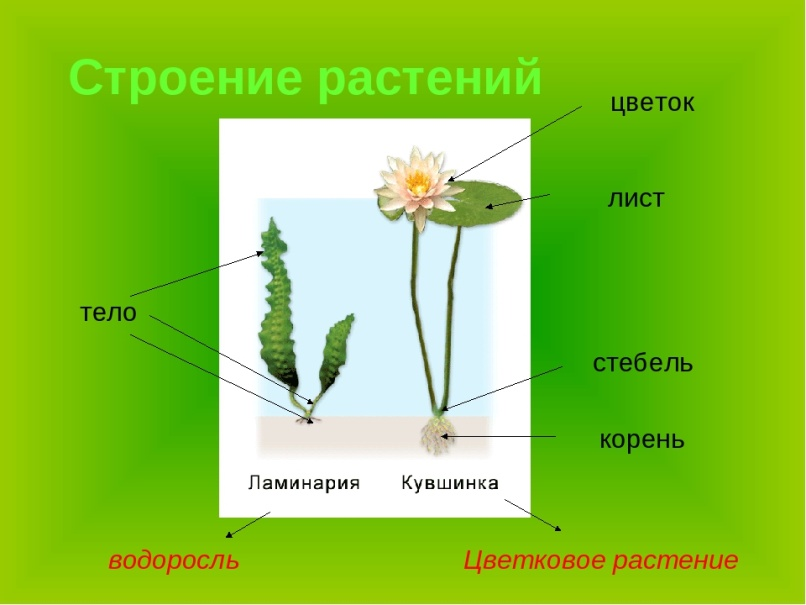 Строение растений
цветок
лист
тело
стебель
корень
Ламинария Кувшинка
водоросль Цветковое растение